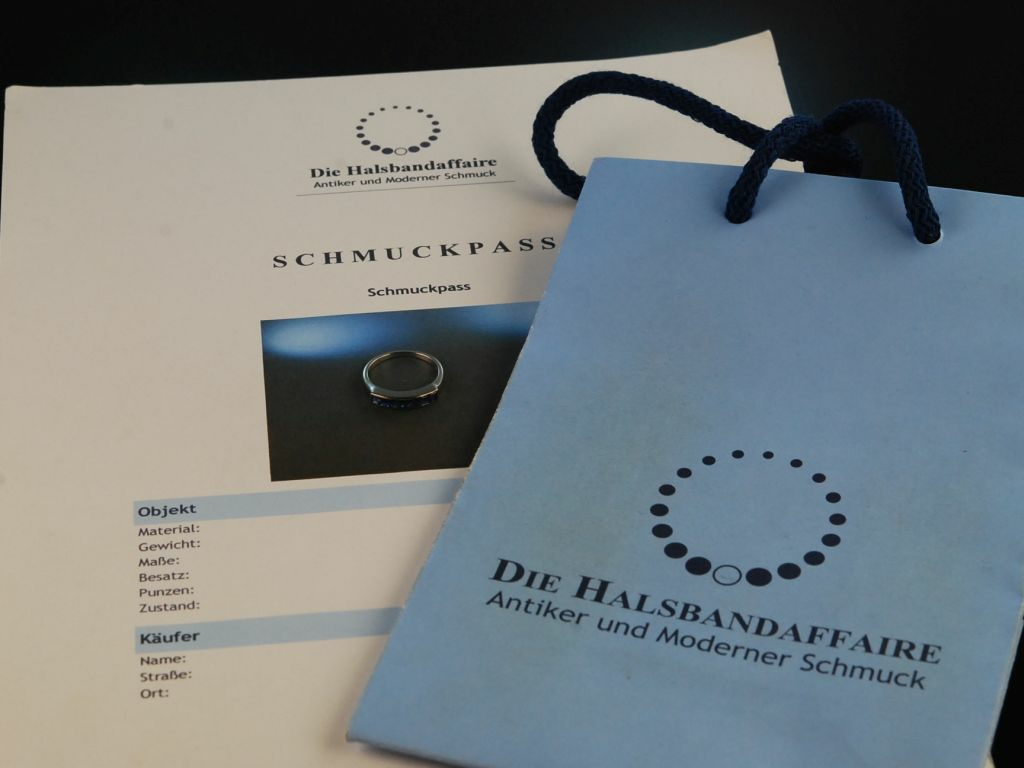 Die Halsbandaffaire
Antiker und Moderner Schmuck
SCHMUCKPASS
Schmuckpass
Objekt
Material:
Gewicht:
Maße:
Besatz:
Punzen:
Zustand:
Käufer
Name:
Straße:
Ort:
DIE HALSBANDAFFAIRE
Antiker und Moderner Schmuck